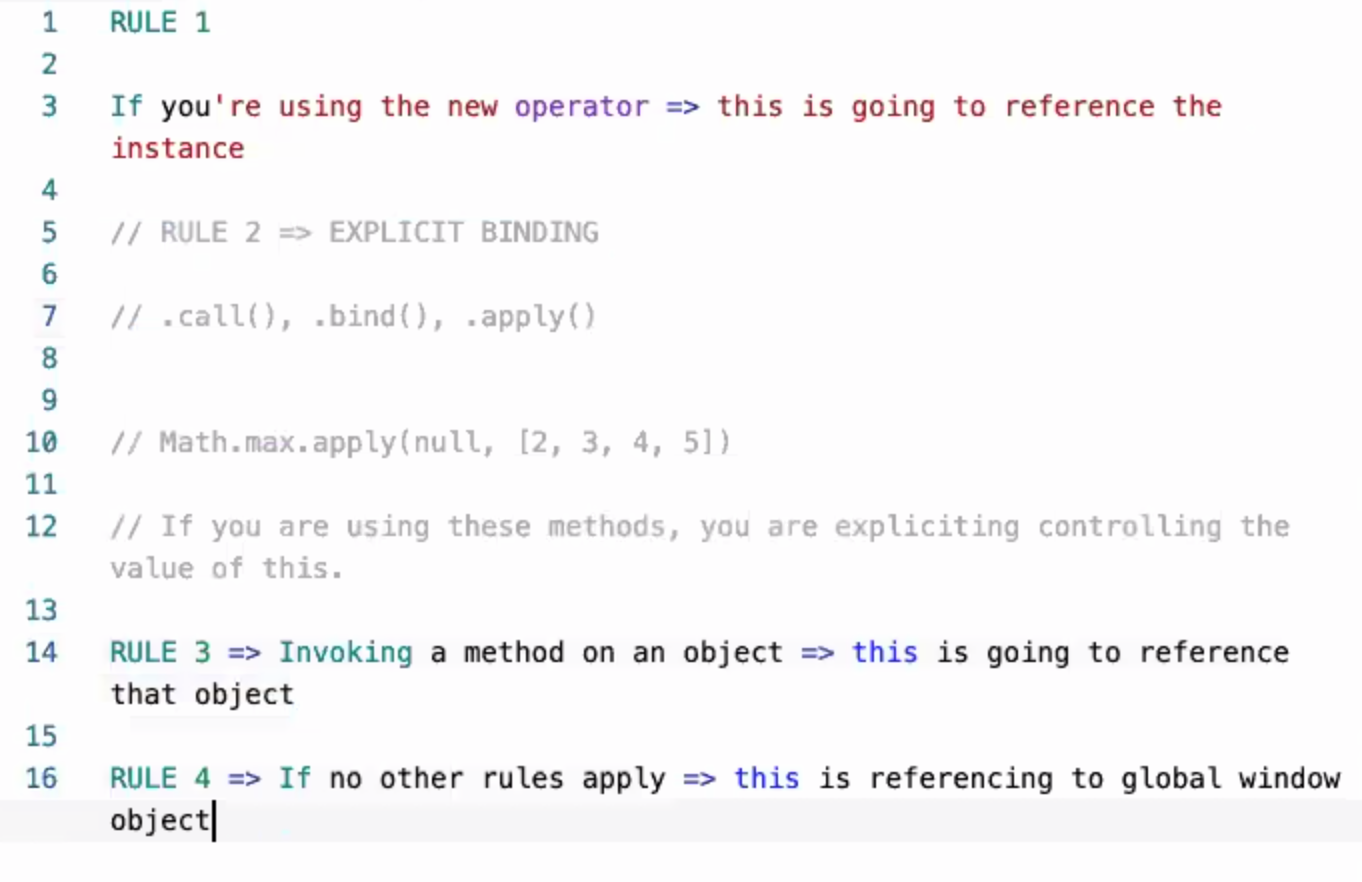 1 RULE 1
2
3 If you're using the new operator => this is going to reference the
instance
4
5 // RULE 2 => EXPLICIT BINDING
6
7 // .call(), .bind(), .apply()
8
9
10 // Math.max.apply(null, [2, 3, 4, 5])
11
12 // If you are using these methods, you are expliciting controlling the
value of this.
13
14 RULE 3 => Invoking a method on an object => this is going to reference
that object
15
16 RULE 4 => If no other rules apply => this is referencing to global window
object